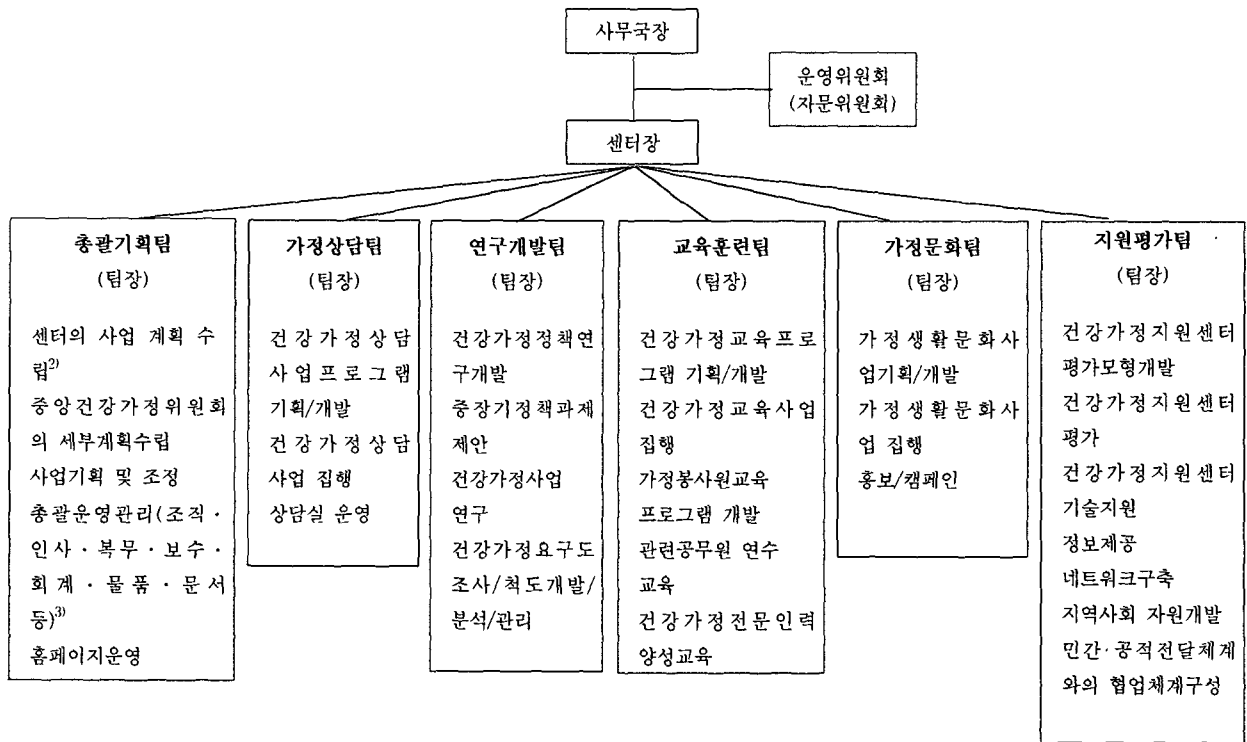 사무국장
운영위원회
(자문위원회)
센터장
총괄기획팀
(팀장)
센터의 사업 계획 수
립2)
중앙건강가정위원회
의 세부계획수립
사업기획 및 조정
총괄운영관리(조직·
인사·복무·보수·
회계·물품·문서
등)3)
홈페이지운영
가정상담팀
(팀장)
건강가정상담
사업프로그램
기획/개발
건강가정상담
사업 집행
상담실 운영
연구개발팀
(팀장)
건강가정정책연
구개발
중장기정책과제
제안
건강가정사업
연구
건강가정요구도
조사/척도개발/
분석/관리
교육훈련팀
(팀장)
건강가정교육프로
그램 기획/개발
건강가정교육사업
집행
가정봉사원교육
프로그램 개발
관련공무원 연수
교육
건강가정전문인력
양성교육
가정문화팀
(팀장)
가정생활문화사
업기획/개발
가정생활문화사
업 집행
홍보/캠페인
지원평가팀
(팀장)
건강가정지원센터
평가모형개발
건강가정지원센터
평가
건강가정지원센터
기술지원
정보제공
네트워크구축
지역사회 자원개발
민간·공적전달체계
와의 협업체계구성